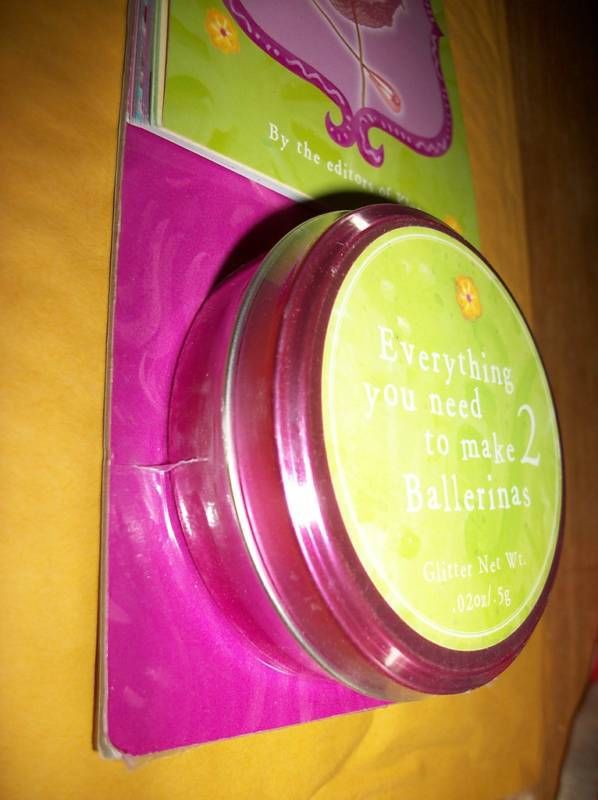 By the editors of
Everything
you need
to make 2
Ballerinas
Glitter Net Wt.
.02oz/.5g